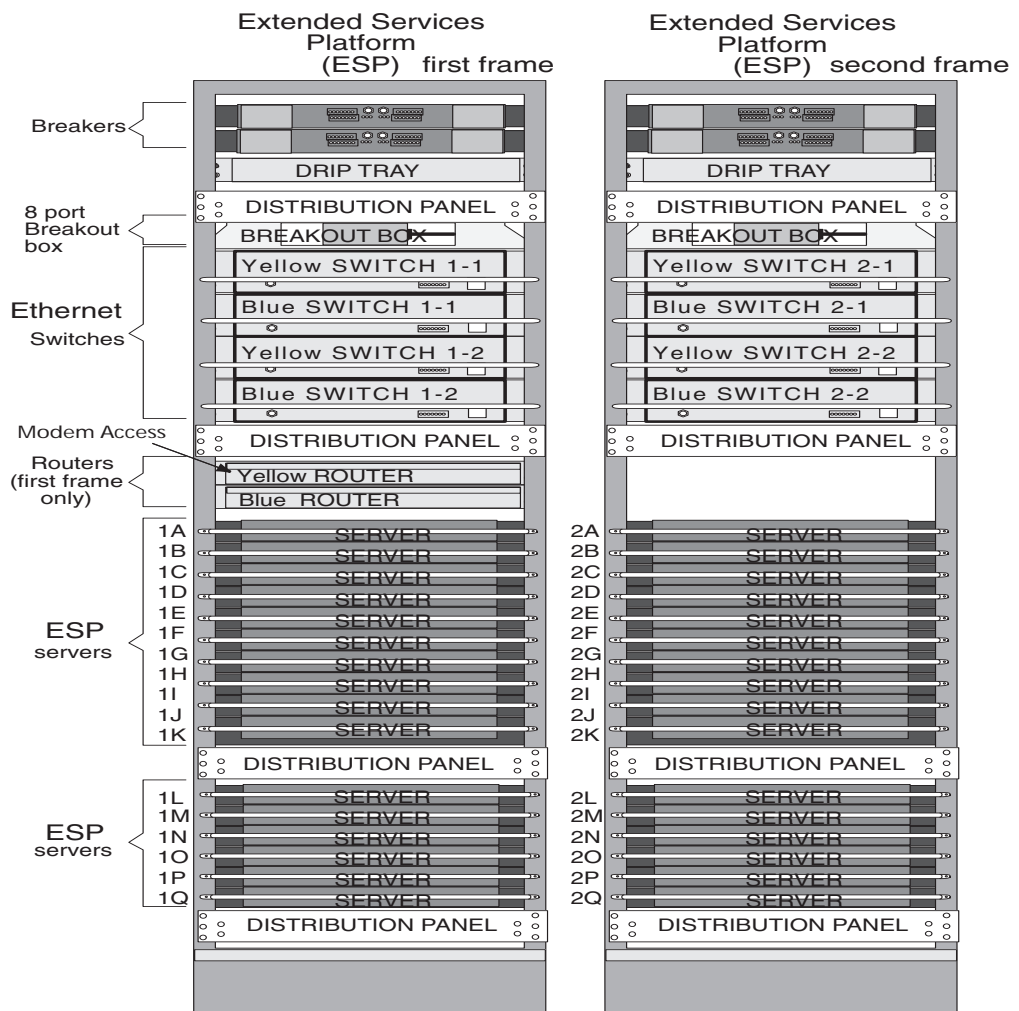 Extended Services
Platform
(ESP) first frame
Extended Services
Platform
(ESP) second frame
Breakers
DRIP TRAY
DRIP TRAY
8 port
Breakout
box
DISTRIBUTION PANEL
DISTRIBUTION PANEL
BREAKOUT BOX
BREAKOUT BOX
Ethernet
Switches
Yellow SWITCH 1-1
Blue SWITCH 1-1
Yellow SWITCH 1-2
Blue SWITCH 1-2
Yellow SWITCH 2-1
Blue SWITCH 2-1
Yellow SWITCH 2-2
Blue SWITCH 2-2
DISTRIBUTION PANEL
DISTRIBUTION PANEL
Modem Access
Routers
(first frame
only)
Yellow ROUTER
Blue ROUTER
ESP
servers
1A SERVER
1B SERVER
1C SERVER
1D SERVER
1E SERVER
1F SERVER
1G SERVER
1H SERVER
1I SERVER
1J SERVER
1K SERVER
2A SERVER
2B SERVER
2C SERVER
2D SERVER
2E SERVER
2F SERVER
2G SERVER
2H SERVER
2I SERVER
2J SERVER
2K SERVER
DISTRIBUTION PANEL
DISTRIBUTION PANEL
ESP
servers
1L SERVER
1M SERVER
1N SERVER
1O SERVER
1P SERVER
1Q SERVER
2L SERVER
2M SERVER
2N SERVER
2O SERVER
2P SERVER
2Q SERVER
DISTRIBUTION PANEL
DISTRIBUTION PANEL